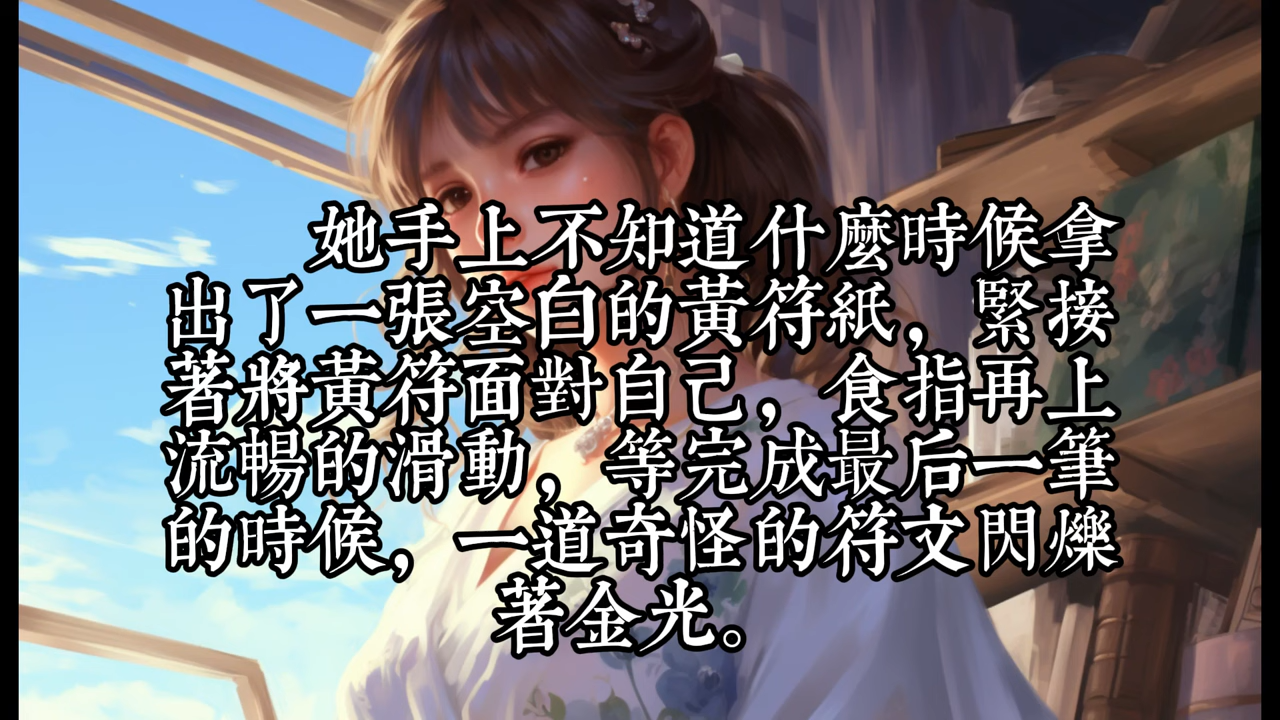 她手上不知道什麼時候拿
出了一張空白的黃符紙，緊接
著將黃符面對自己，食指再上
流暢的滑動，等完成最后一筆
的時候，一道奇怪的符文閃爍
著金光。